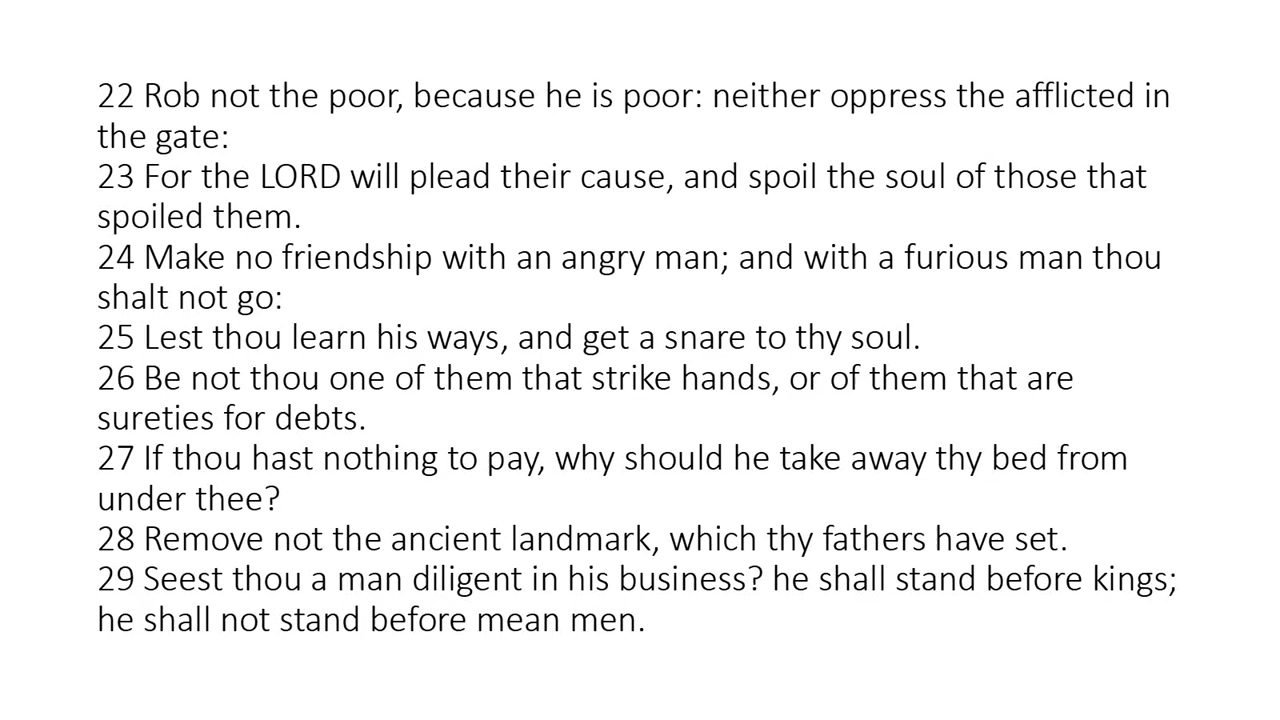 22 Rob not the poor, because he is poor: neither oppress the afflicted in
the gate:
23 For the LORD will plead their cause, and spoil the soul of those that
spoiled them.
24 Make no friendship with an angry man; and with a furious man thou
shalt not go:
25 Lest thou learn his ways, and get a snare to thy soul.
26 Be not thou one of them that strike hands, or of them that are
sureties for debts.
27 If thou hast nothing to pay, why should he take away thy bed from
under thee?
28 Remove not the ancient landmark, which thy fathers have set.
29 Seest thou a man diligent in his business? he shall stand before kings;
he shall not stand before mean men.